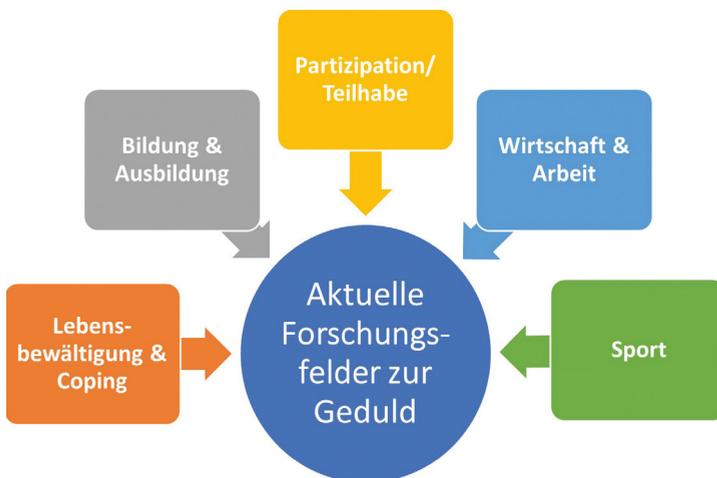 Partizipation/
Teilhabe
Bildung &
Ausbildung
Wirtschaft &
Arbeit
Lebens-
bewältigung &
Coping
Aktuelle
Forschungs-
felder zur
Geduld
Sport